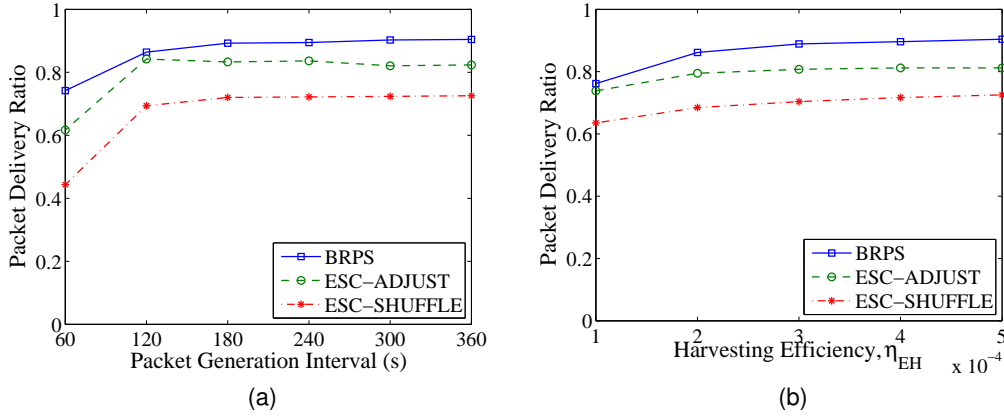 1
0.8
0.6
0.4
0.2
0
Packet Delivery Ratio
60 120 180 240 300 360
Packet Generation Interval (s)
BRPS
ESC−ADJUST
ESC−SHUFFLE
(a)
1
0.8
0.6
0.4
0.2
0
Packet Delivery Ratio
1 2 3 4 5
Harvesting Efficiency, η_EH
x 10^-4
BRPS
ESC−ADJUST
ESC−SHUFFLE
(b)